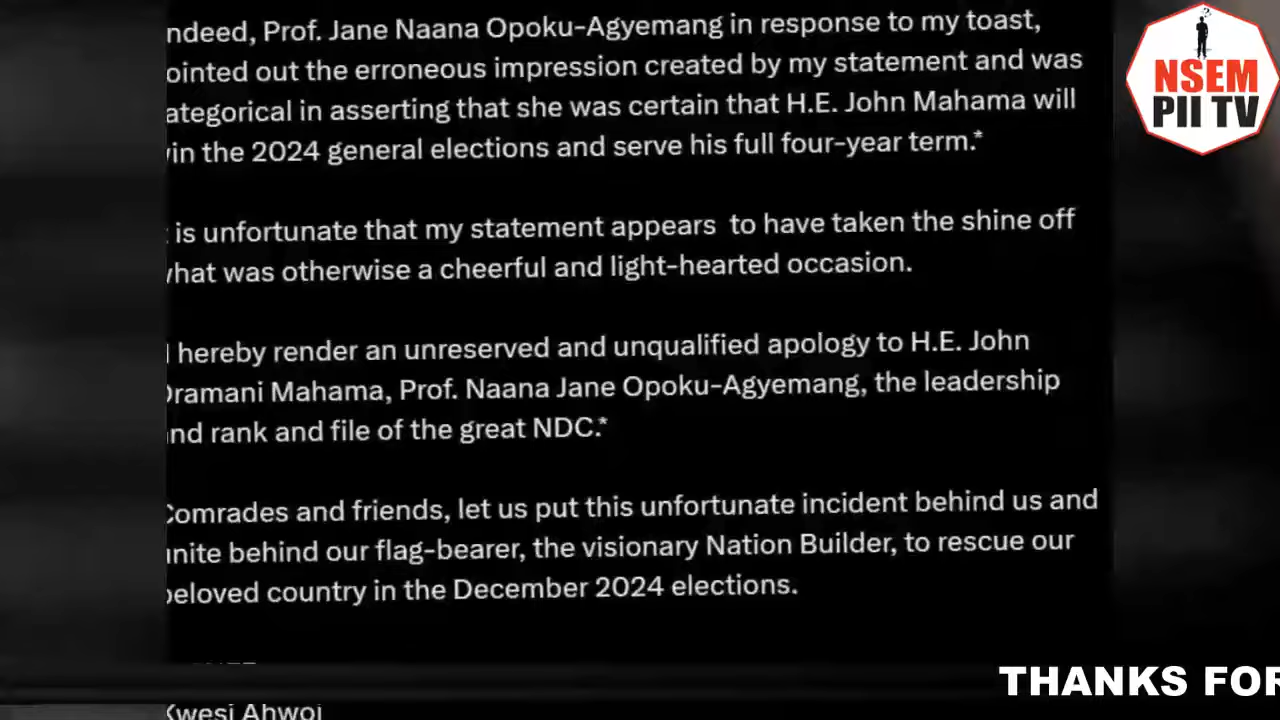 ndeed, Prof. Jane Naana Opoku-Agyemang in response to my toast,
ointed out the erroneous impression created by my statement and was
ategorical in asserting that she was certain that H.E. John Mahama will
in the 2024 general elections and serve his full four-year term.*
is unfortunate that my statement appears to have taken the shine off
hat was otherwise a cheerful and light-hearted occasion.
I hereby render an unreserved and unqualified apology to H.E. John
Dramani Mahama, Prof. Naana Jane Opoku-Agyemang, the leadership
nd rank and file of the great NDC.*
Comrades and friends, let us put this unfortunate incident behind us and
unite behind our flag-bearer, the visionary Nation Builder, to rescue our
beloved country in the December 2024 elections.
Kwesi Ahwoi
NSEM
PII TV
THANKS FOR